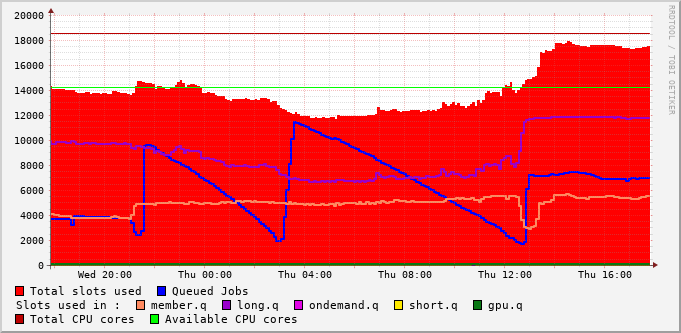 20000
18000
16000
14000
12000
10000
8000
6000
4000
2000
0
Wed 20:00 Thu 00:00 Thu 04:00 Thu 08:00 Thu 12:00 Thu 16:00
Total slots used Queued Jobs
Slots used in : member.q long.q ondemand.q short.q gpu.q
Total CPU cores Available CPU cores
RRDTOOL / TOBI OETIKER